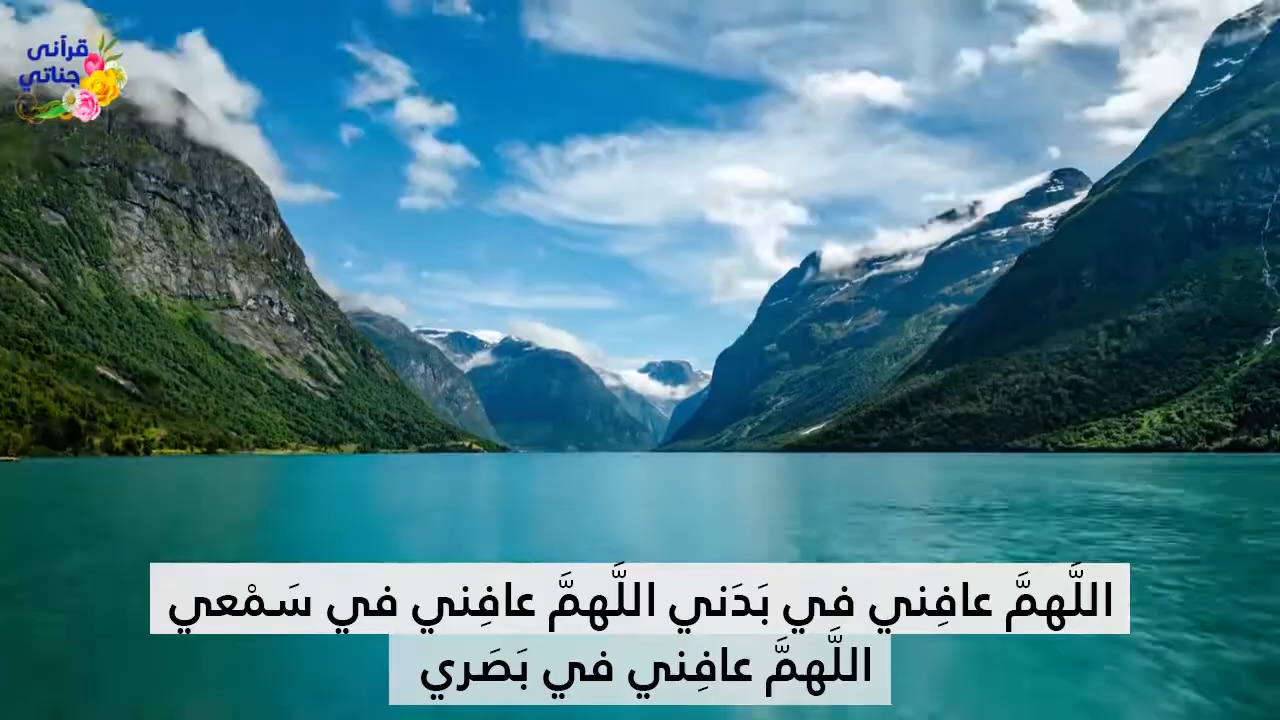 قرآنى
جناتي
اللَّهمَّ عافِني في بَدَني اللَّهمَّ عافِني في سَمْعي
اللَّهمَّ عافِني في بَصَري